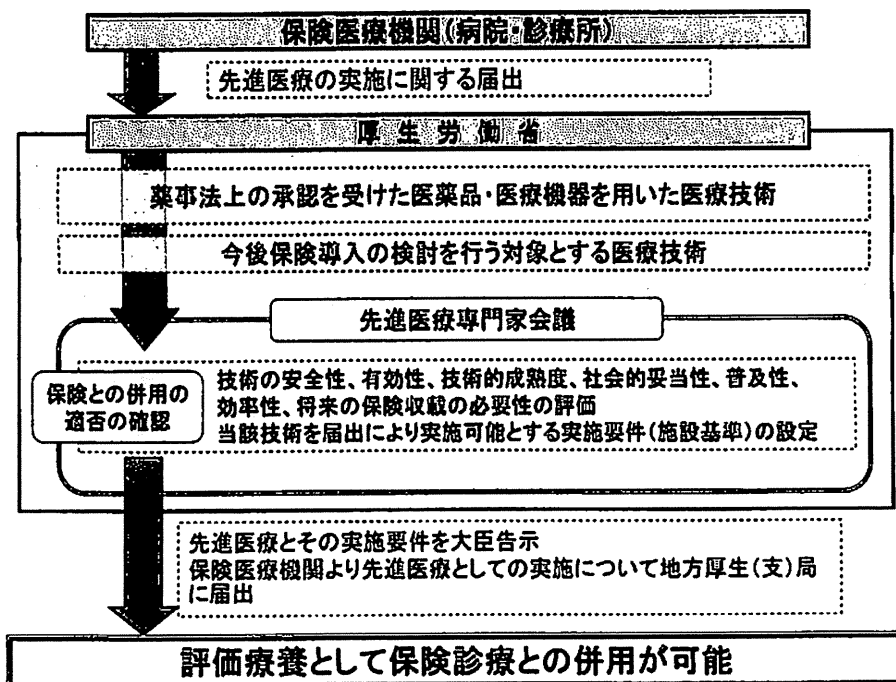 保険医療機関(病院・診療所)
先進医療の実施に関する届出
厚生労働省
薬事法上の承認を受けた医薬品・医療機器を用いた医療技術
今後保険導入の検討を行う対象とする医療技術
先進医療専門家会議
保険との併用の
適否の確認
技術の安全性、有効性、技術的成熟度、社会的妥当性、普及性、
効率性、将来の保険収載の必要性の評価
当該技術を届出により実施可能とする実施要件(施設基準)の設定
先進医療とその実施要件を大臣告示
保険医療機関より先進医療としての実施について地方厚生(支)局
に届出
評価療養として保険診療との併用が可能